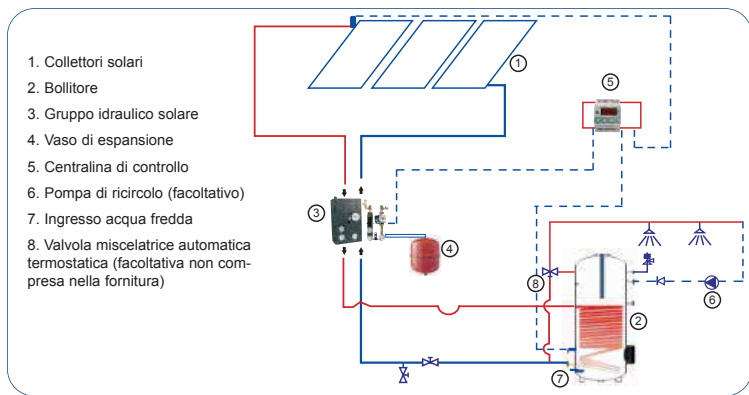 1. Collettori solari
2. Bollitore
3. Gruppo idraulico solare
4. Vaso di espansione
5. Centralina di controllo
6. Pompa di ricircolo (facoltativo)
7. Ingresso acqua fredda
8. Valvola miscelatrice automatica
termostatica (facoltativa non com-
presa nella fornitura)
1
5
3
4
8
6
2
7